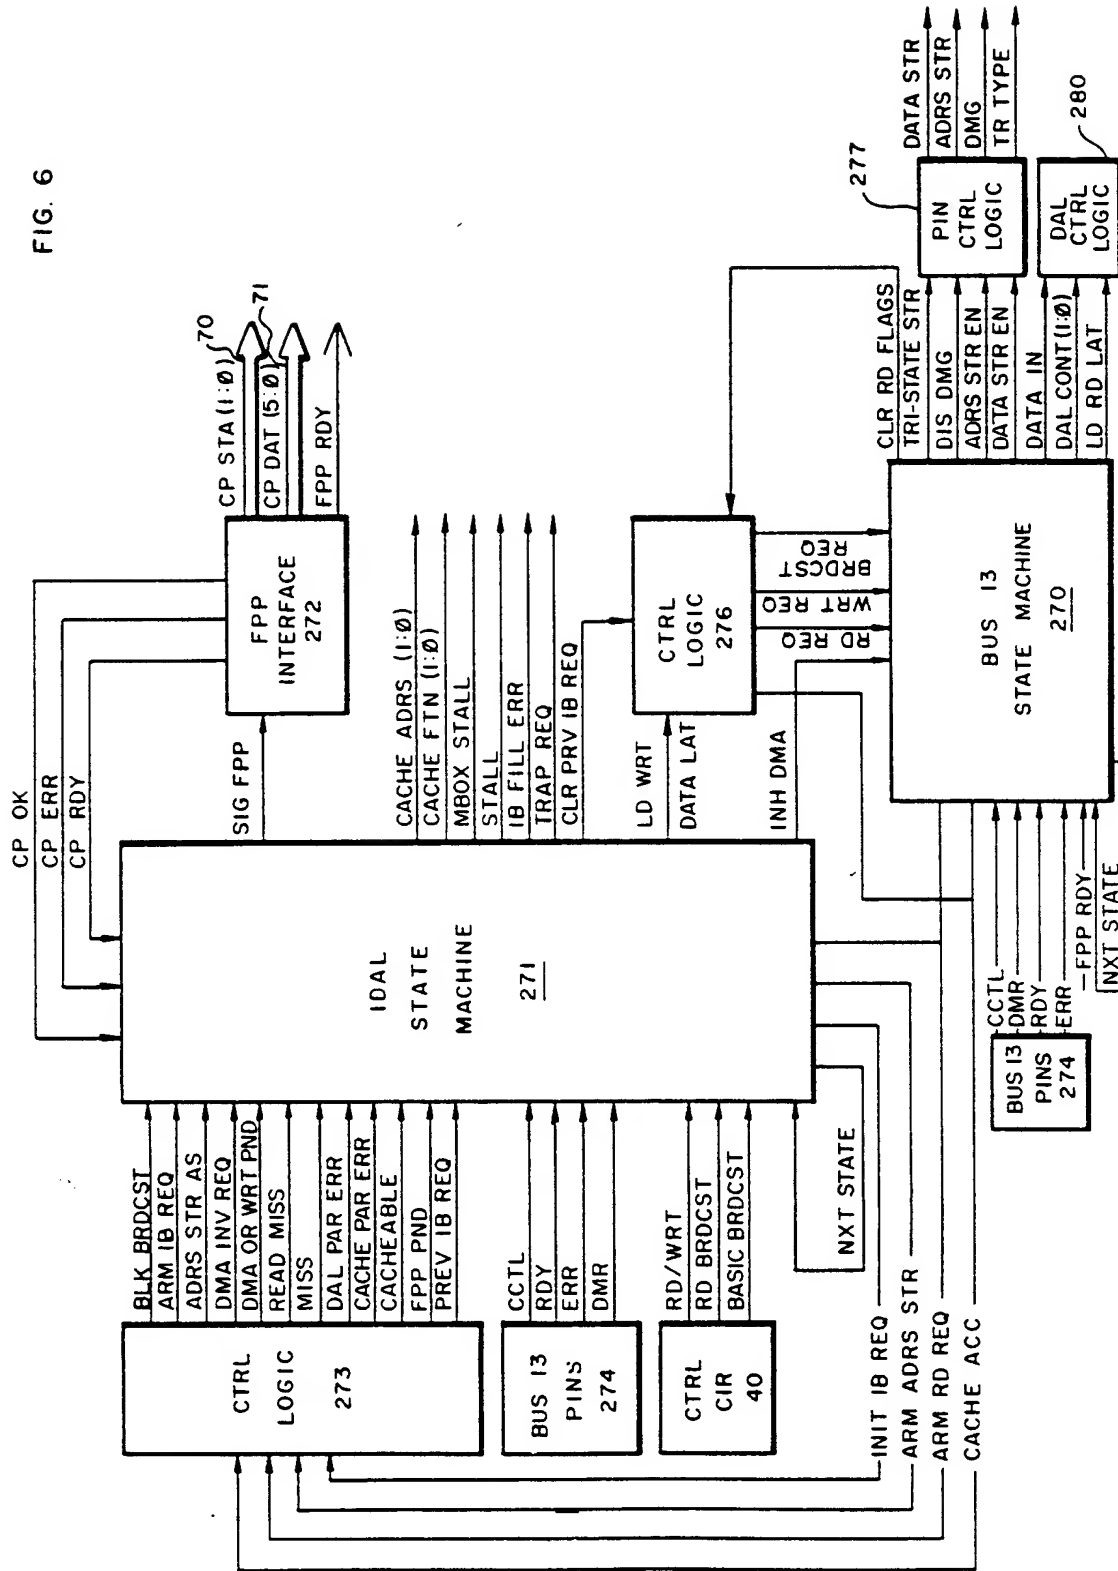 FIG. 6
CP OK
CP ERR
CP RDY
CP STA (1:0)
70
CP DAT (5:0)
71
FPP RDY
FPP
INTERFACE
272
SIG FPP
BLK BRDCST
ARM IB REQ
ADRS STR AS
DMA INV REQ
DMA OR WRT PND
READ MISS
MISS
DAL PAR ERR
CACHE PAR ERR
CACHEABLE
FPP PND
PREV IB REQ
CTRL
LOGIC
273
CCTL
RDY
ERR
DMR
BUS 13
PINS
274
RD/WRT
RD BRDCST
BASIC BRDCST
CTRL
CIR
40
IDAL
STATE
MACHINE
271
CACHE ADRS (1:0)
CACHE FTN (1:0)
MBOX STALL
STALL
IB FILL ERR
TRAP REQ
CLR PRV IB REQ
LD WRT
DATA LAT
INH DMA
NXT STATE
INIT IB REQ
ARM ADRS STR
ARM RD REQ
CACHE ACC
CTRL
LOGIC
276
RD REQ
WRT REQ
BRDCST REQ
CCTL
DMR
RDY
ERR
FPP RDY
NXT STATE
BUS 13
PINS
274
BUS 13
STATE MACHINE
270
CLR RD FLAGS
TRI-STATE STR
DIS DMG
ADRS STR EN
DATA STR EN
DATA IN
DAL CONT (1:0)
LD RD LAT
PIN
CTRL
LOGIC
277
DATA STR
ADRS STR
DMG
TR TYPE
DAL
CTRL
LOGIC
280